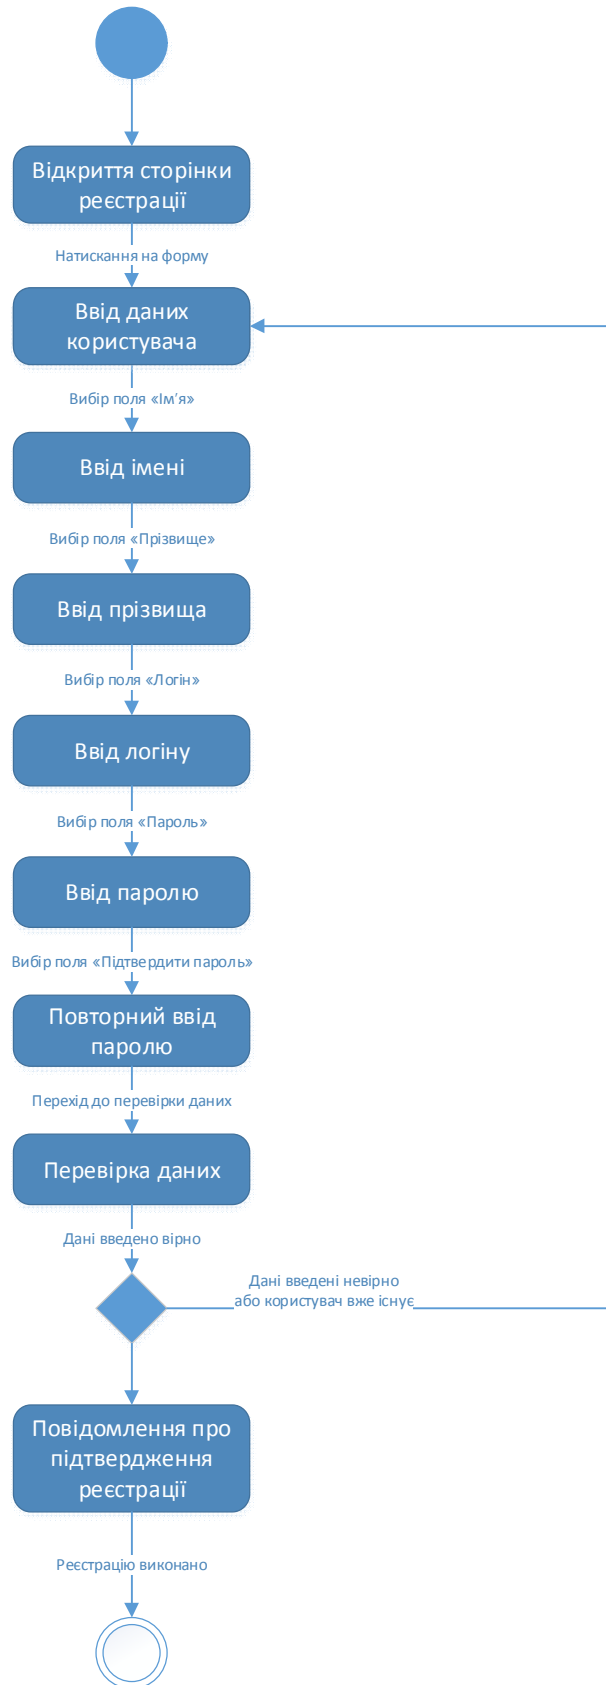 Відкриття сторінки
реєстрації
Натискання на форму
Ввід даних
користувача
Вибір поля «Ім’я»
Ввід імені
Вибір поля «Прізвище»
Ввід прізвища
Вибір поля «Логін»
Ввід логіну
Вибір поля «Пароль»
Ввід паролю
Вибір поля «Підтвердити пароль»
Повторний ввід
паролю
Перехід до перевірки даних
Перевірка даних
Дані введено вірно
Дані введені невірно
або користувач вже існує
Повідомлення про
підтвердження
реєстрації
Реєстрацію виконано